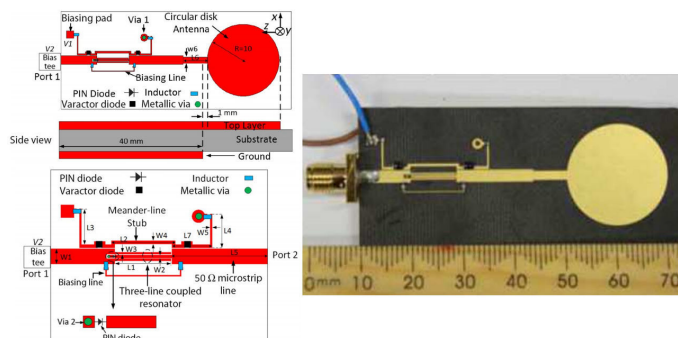 Biasing pad
Via 1
Circular disk
Antenna
x
z
y
V2
V1
Bias
tee
Port 1
w6
L6
R=10
Biasing Line
PIN Diode
Inductor
Varactor diode
Metallic via
1 mm
Top Layer
Side view
40 mm
Substrate
Ground
PIN diode
Inductor
Varactor diode
Metallic via
Meander-line
Stub
L3
L2
W4
L7
W5
L4
V2
W3
Bias
tee
W1
L5
Port 2
Port 1
L1
W2
Biasing line
50 Ω microstrip
line
Three-line coupled
resonator
Via 2
PIN diode
0 mm 10 20 30 40 50 60 70